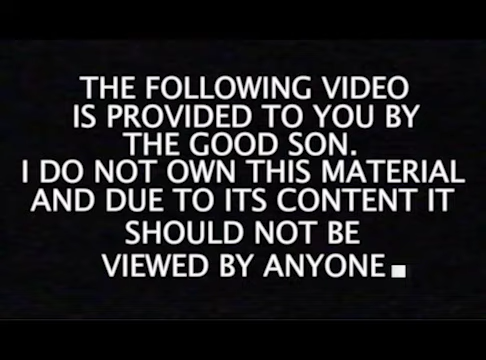 THE FOLLOWING VIDEO
IS PROVIDED TO YOU BY
THE GOOD SON.
I DO NOT OWN THIS MATERIAL
AND DUE TO ITS CONTENT IT
SHOULD NOT BE
VIEWED BY ANYONE.